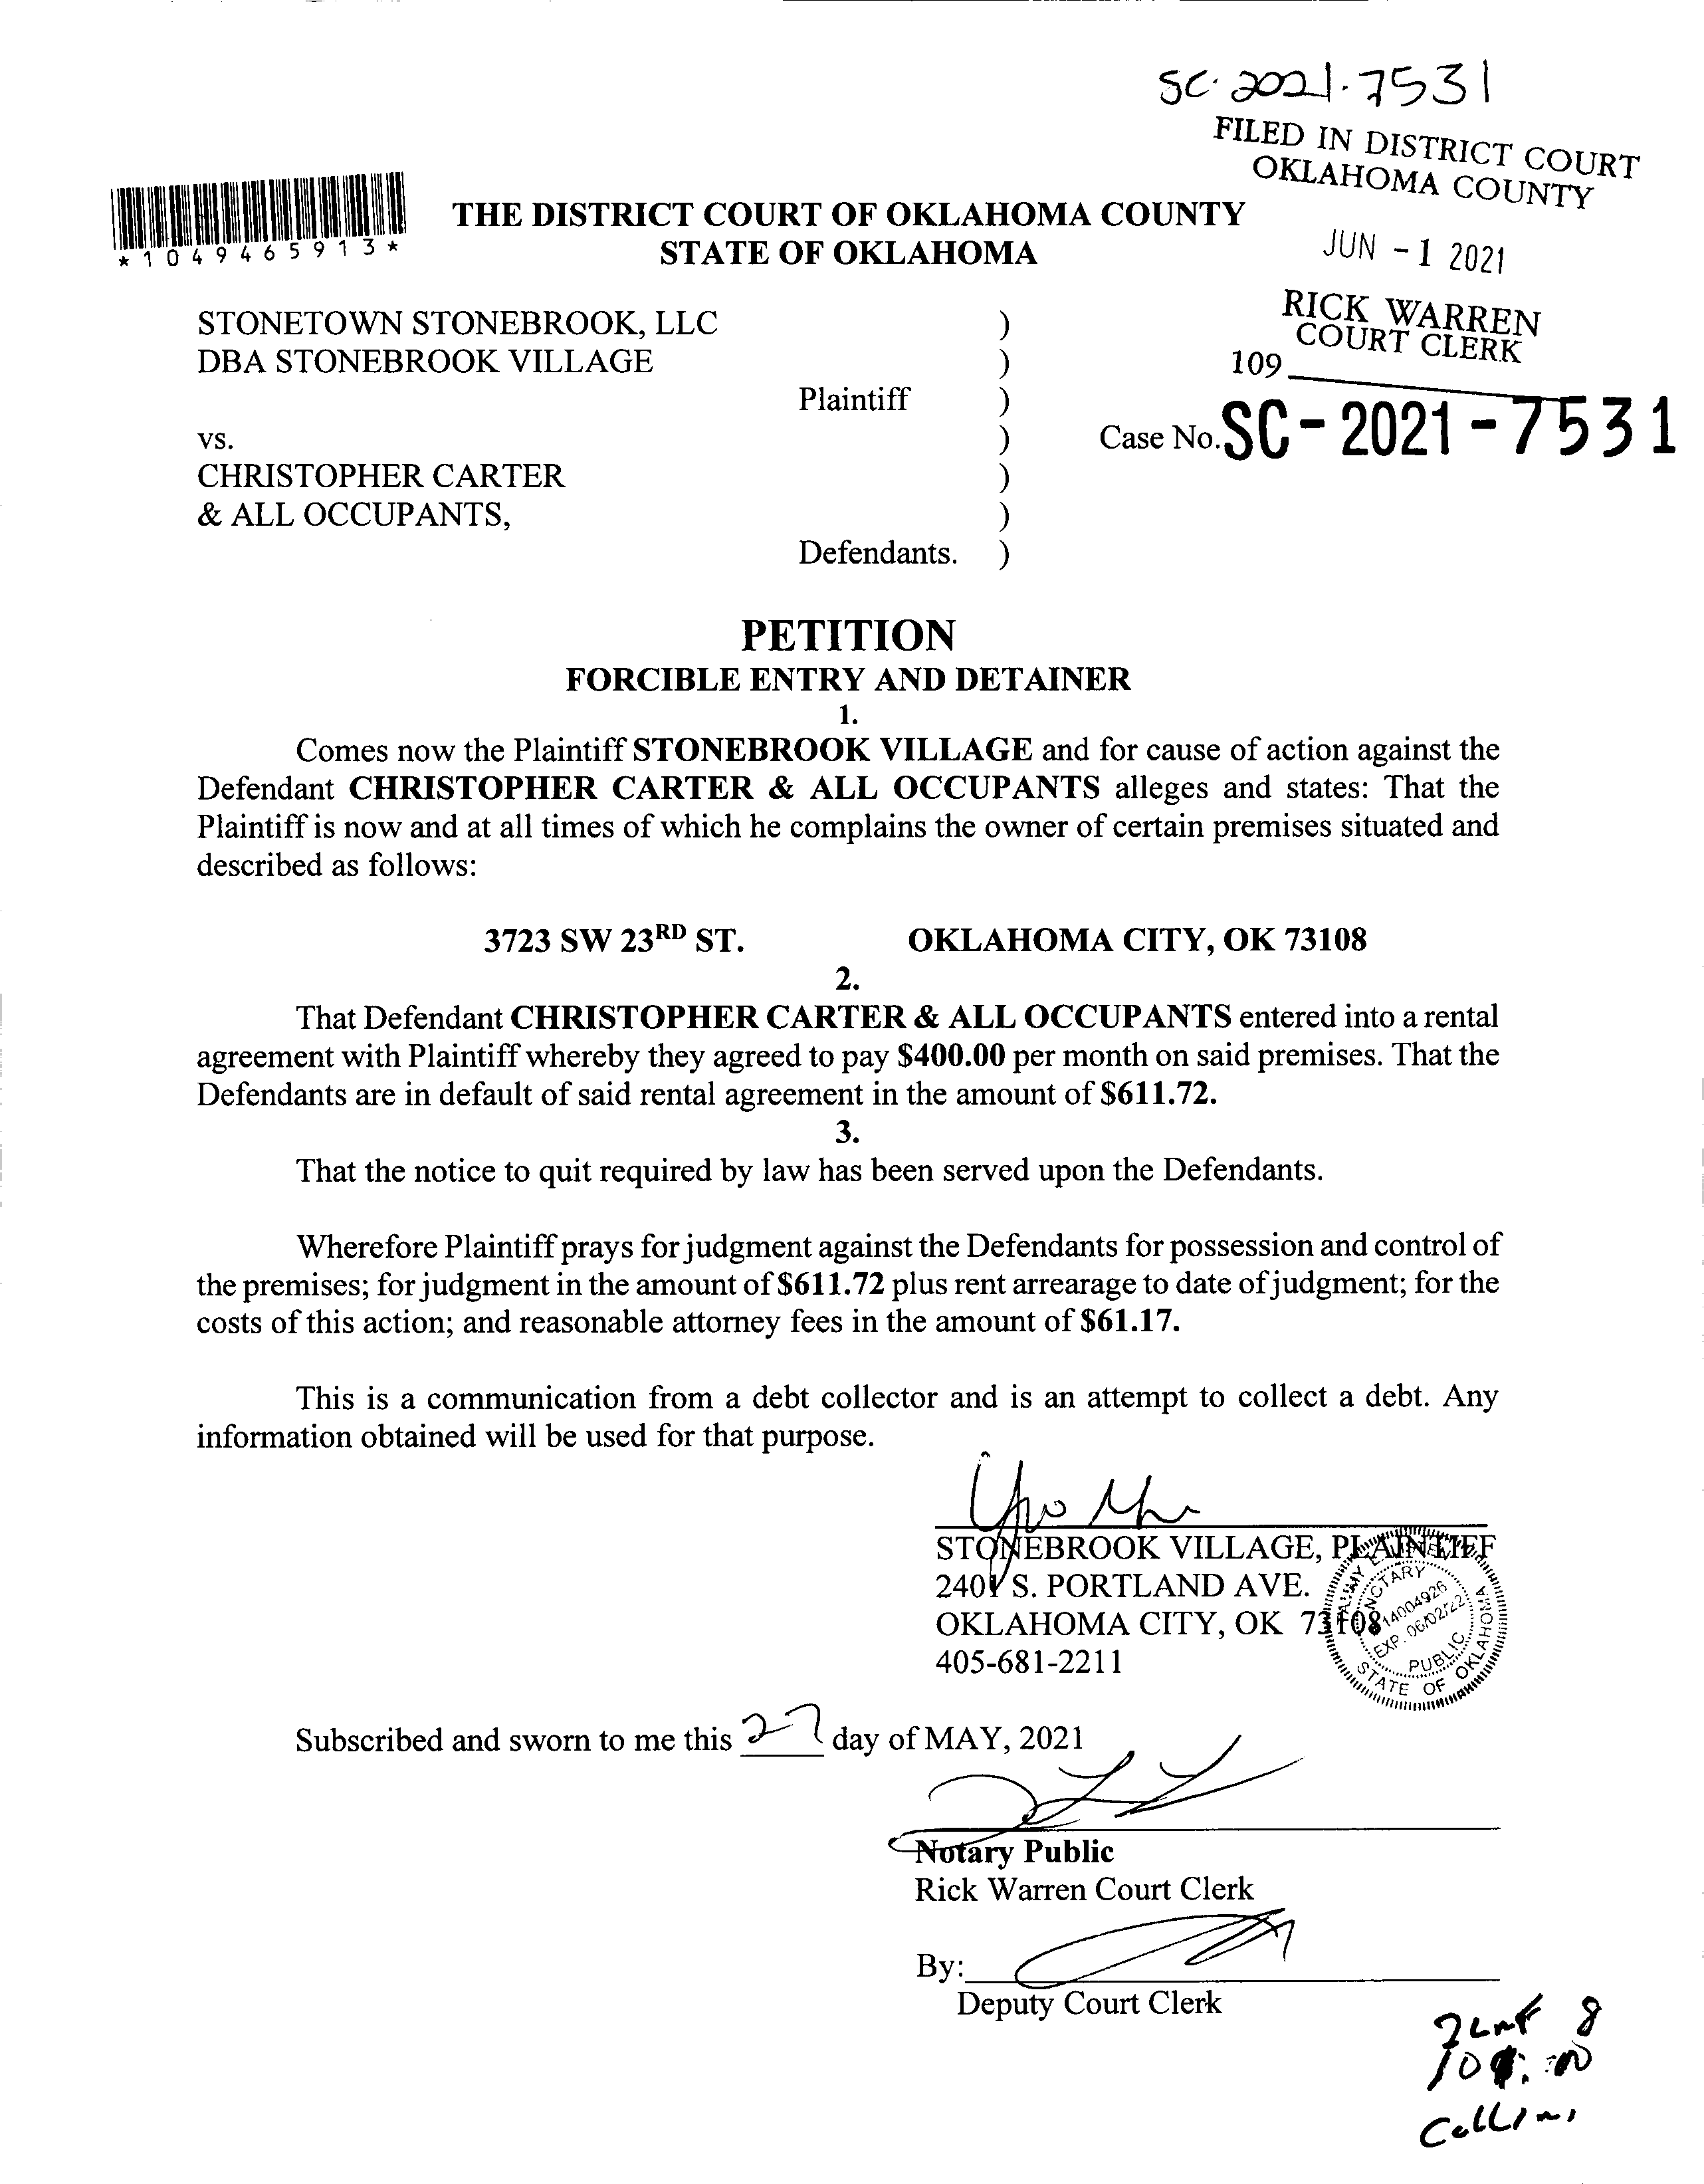 SC-2021-7531
FILED IN DISTRICT COURT
OKLAHOMA COUNTY
JUN - 1 2021
RICK WARREN
COURT CLERK
109
*1049465913*
THE DISTRICT COURT OF OKLAHOMA COUNTY
STATE OF OKLAHOMA
STONETOWN STONEBROOK, LLC )
DBA STONEBROOK VILLAGE )
Plaintiff )
vs. ) Case No. SC-2021-7531
CHRISTOPHER CARTER )
& ALL OCCUPANTS, )
Defendants. )
PETITION
FORCIBLE ENTRY AND DETAINER
1.
Comes now the Plaintiff STONEBROOK VILLAGE and for cause of action against the
Defendant CHRISTOPHER CARTER & ALL OCCUPANTS alleges and states: That the
Plaintiff is now and at all times of which he complains the owner of certain premises situated and
described as follows:
3723 SW 23RD ST. OKLAHOMA CITY, OK 73108
2.
That Defendant CHRISTOPHER CARTER & ALL OCCUPANTS entered into a rental
agreement with Plaintiff whereby they agreed to pay $400.00 per month on said premises. That the
Defendants are in default of said rental agreement in the amount of $611.72.
3.
That the notice to quit required by law has been served upon the Defendants.
Wherefore Plaintiff prays for judgment against the Defendants for possession and control of
the premises; for judgment in the amount of $611.72 plus rent arrearage to date of judgment; for the
costs of this action; and reasonable attorney fees in the amount of $61.17.
This is a communication from a debt collector and is an attempt to collect a debt. Any
information obtained will be used for that purpose.
STONEBROOK VILLAGE, PLAINTIFF
2401 S. PORTLAND AVE.
OKLAHOMA CITY, OK 73108
405-681-2211
NOTARY
14004926
EXP. 06/02/22
PUBLIC
STATE OF OKLAHOMA
Subscribed and sworn to me this 27 day of MAY, 2021
Notary Public
Rick Warren Court Clerk
By:
Deputy Court Clerk
8